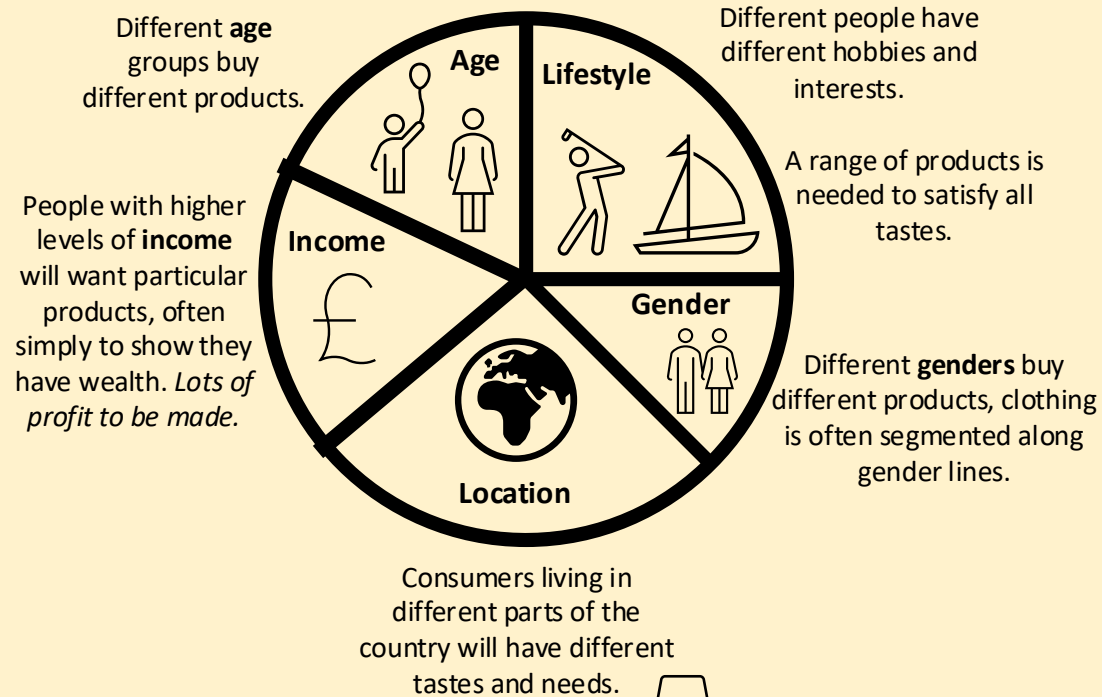 Different age
groups buy
different products.
Age
Lifestyle
Different people have
different hobbies and
interests.
A range of products is
needed to satisfy all
tastes.
People with higher
levels of income
will want particular
products, often
simply to show they
have wealth. Lots of
profit to be made.
Income
£
Gender
Different genders buy
different products, clothing
is often segmented along
gender lines.
Location
Consumers living in
different parts of the
country will have different
tastes and needs.